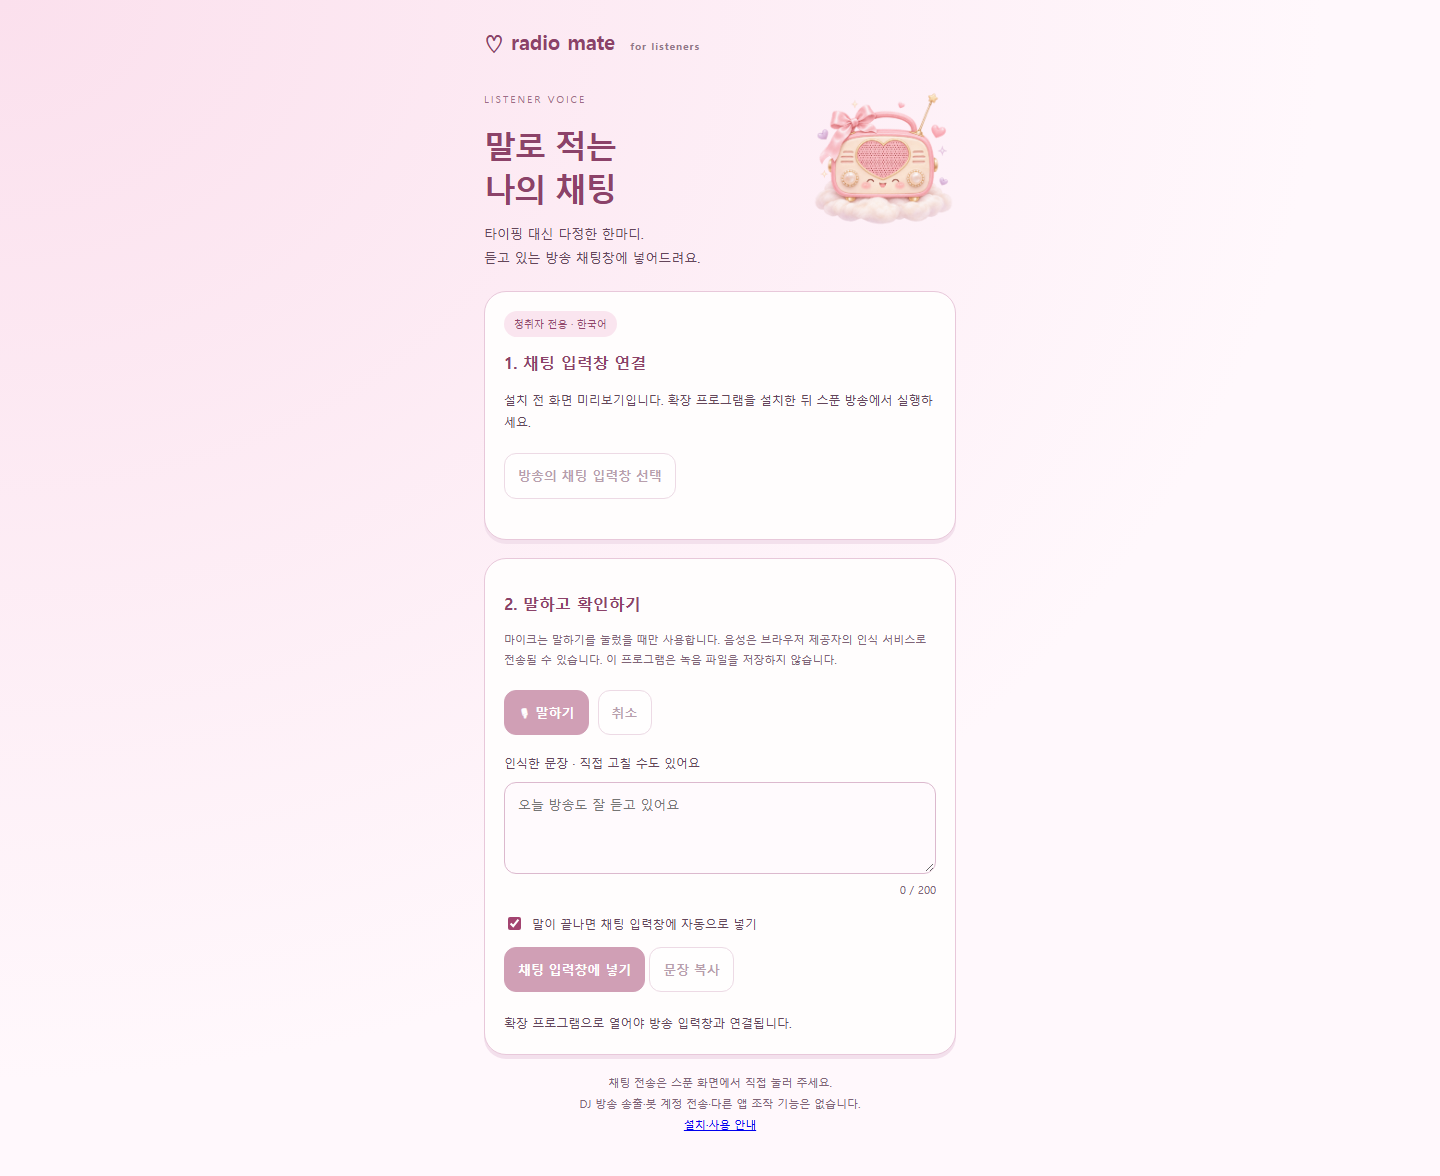 ♡ radio mate for listeners
LISTENER VOICE
말로 적는
나의 채팅
타이핑 대신 다정한 한마디.
듣고 있는 방송 채팅창에 넣어드려요.
청취자 전용 · 한국어
1. 채팅 입력창 연결
설치 전 화면 미리보기입니다. 확장 프로그램을 설치한 뒤 스푼 방송에서 실행하
세요.
방송의 채팅 입력창 선택
2. 말하고 확인하기
마이크는 말하기를 눌렀을 때만 사용합니다. 음성은 브라우저 제공자의 인식 서비스로
전송될 수 있습니다. 이 프로그램은 녹음 파일을 저장하지 않습니다.
말하기 취소
인식한 문장 · 직접 고칠 수도 있어요
오늘 방송도 잘 듣고 있어요
0 / 200
말이 끝나면 채팅 입력창에 자동으로 넣기
채팅 입력창에 넣기 문장 복사
확장 프로그램으로 열어야 방송 입력창과 연결됩니다.
채팅 전송은 스푼 화면에서 직접 눌러 주세요.
DJ 방송 송출·봇 계정 전송·다른 앱 조작 기능은 없습니다.
설치·사용 안내